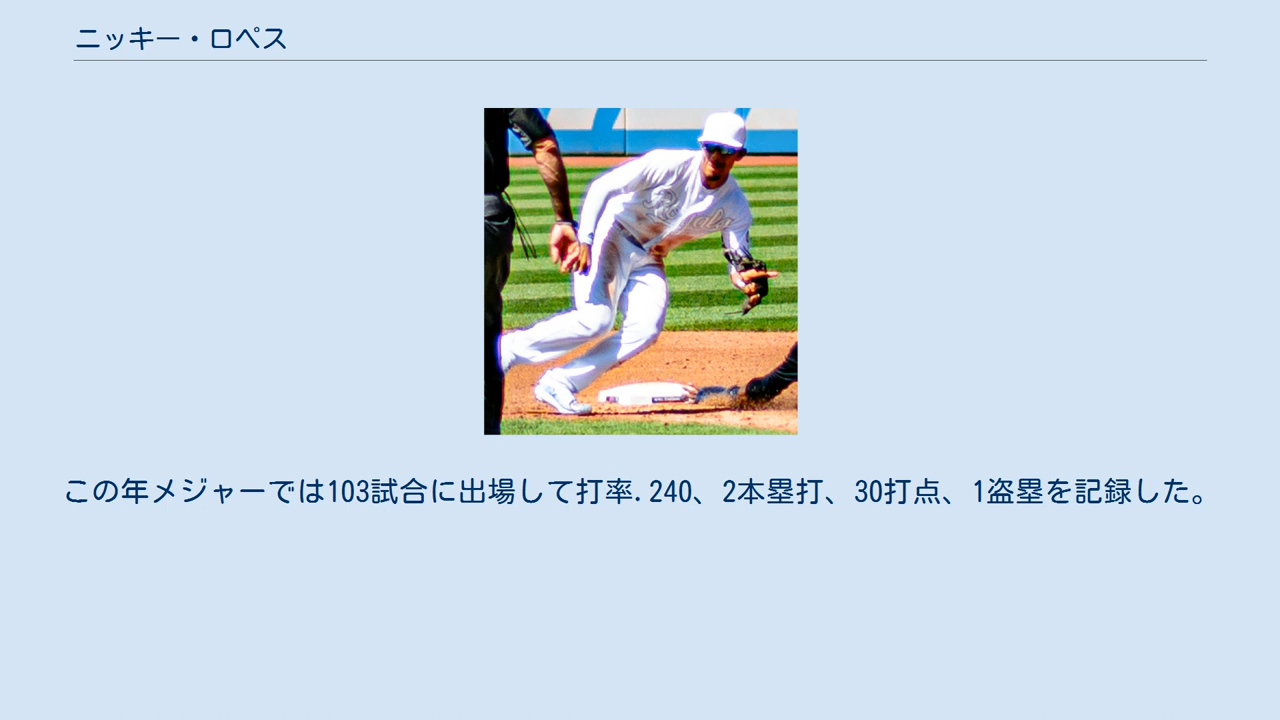 ニッキー・ロペス
Royals
この年メジャーでは103試合に出場して打率.240、2本塁打、30打点、1盗塁を記録した。